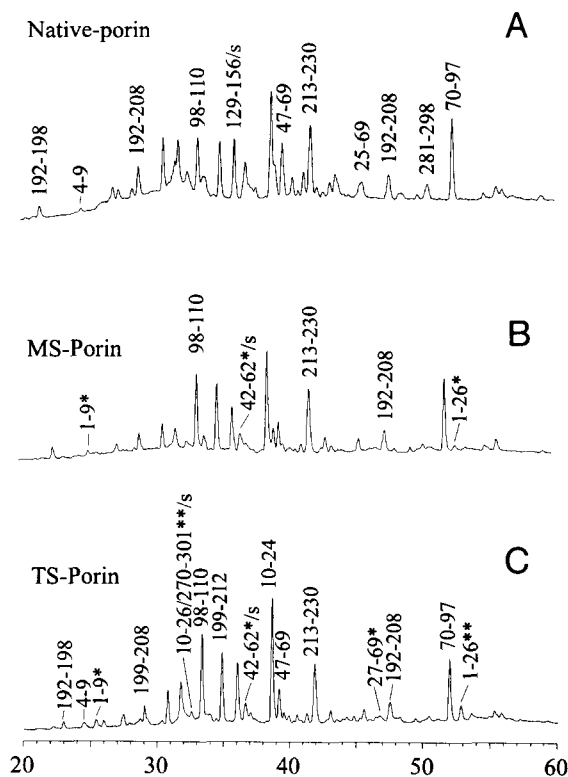 Native-porin
A
192-198
4-9
192-208
98-110
129-156/s
47-69
213-230
25-69
192-208
281-298
70-97
MS-Porin
B
1-9*
98-110
42-62*/s
213-230
192-208
1-26*
TS-Porin
C
192-198
4-9
1-9*
199-208
10-26/270-301**/s
98-110
199-212
42-62*/s
10-24
47-69
213-230
27-69*
192-208
70-97
1-26**
20 30 40 50 60